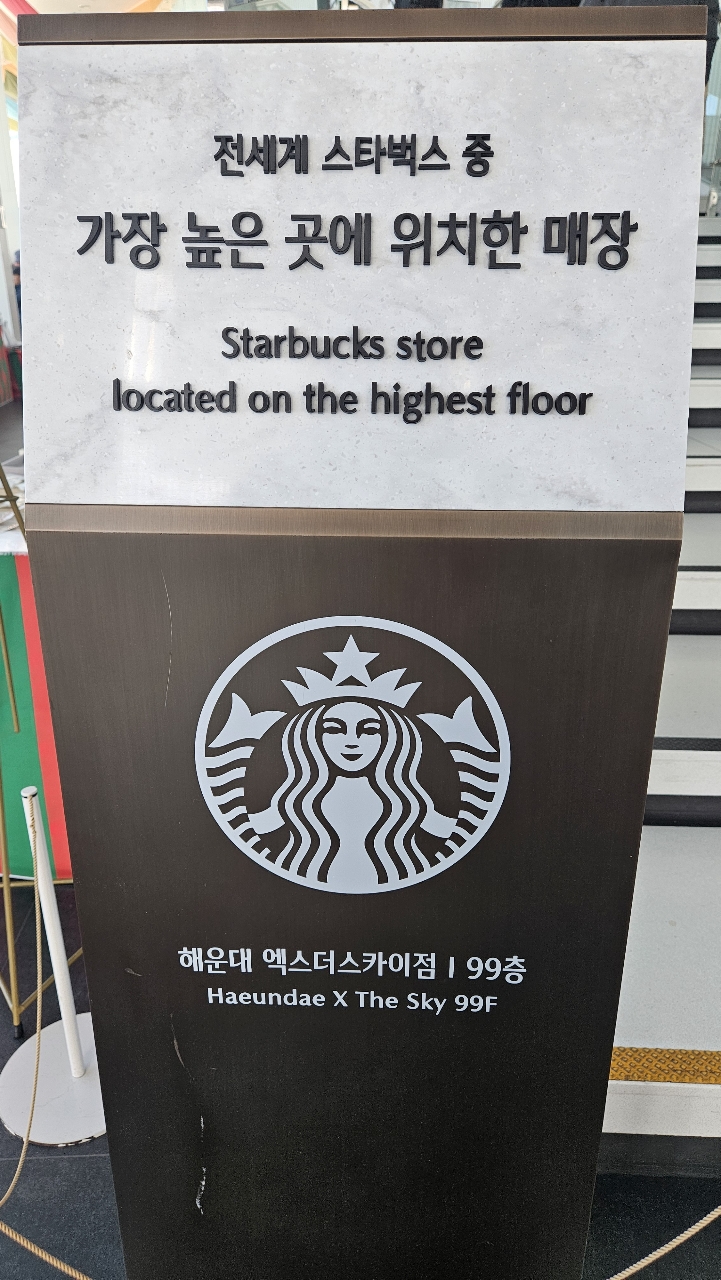 전세계 스타벅스 중
가장 높은 곳에 위치한 매장
Starbucks store
located on the highest floor
해운대 엑스더스카이점 | 99층
Haeundae X The Sky 99F